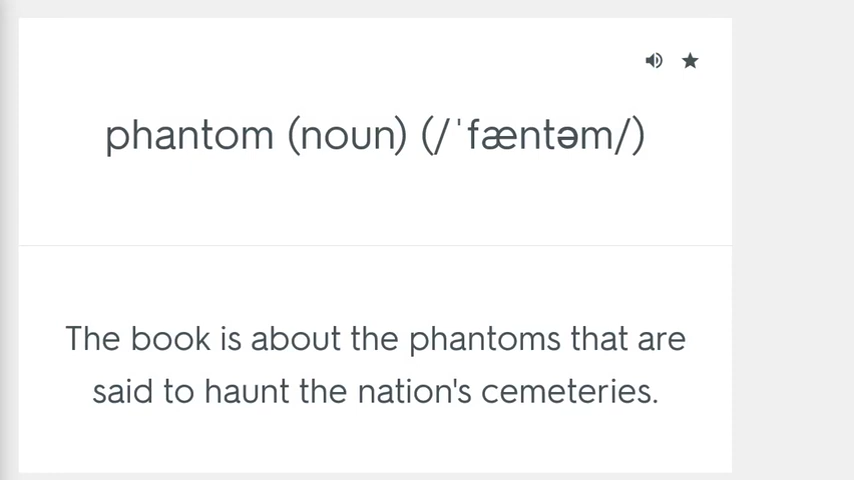 phantom (noun) (/ˈfæntəm/)
The book is about the phantoms that are
said to haunt the nation's cemeteries.